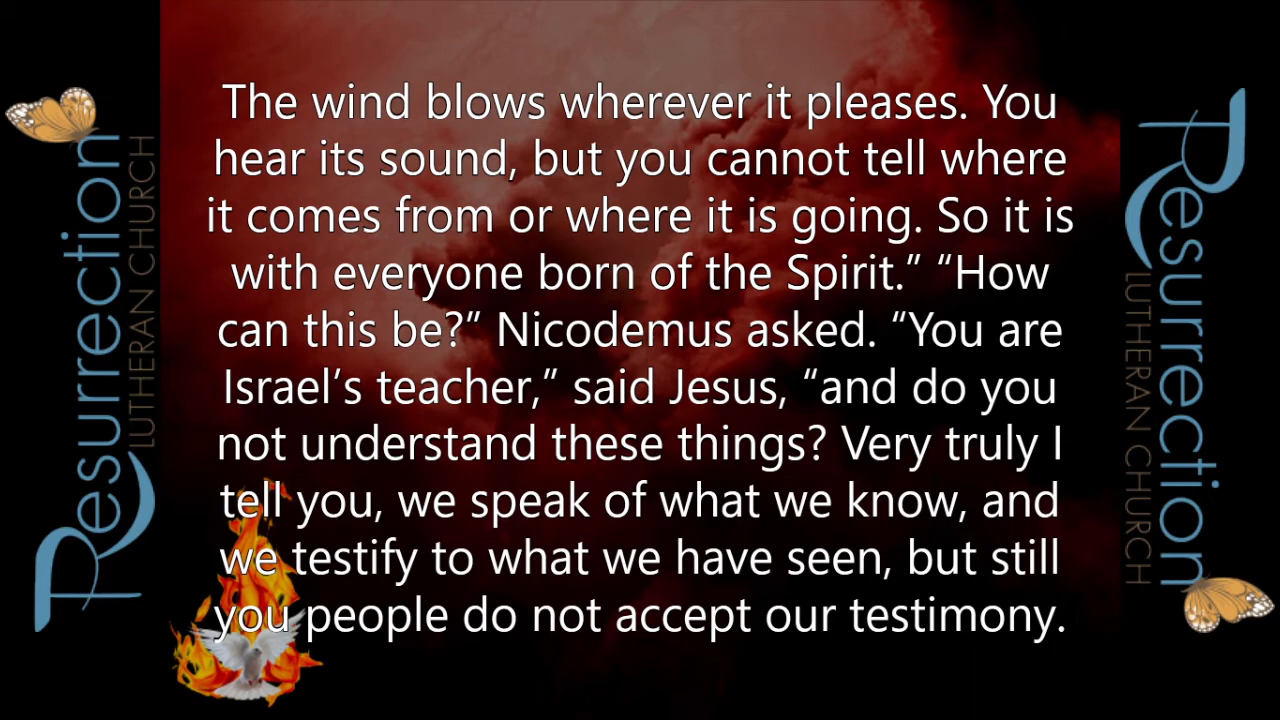 The wind blows wherever it pleases. You
hear its sound, but you cannot tell where
it comes from or where it is going. So it is
with everyone born of the Spirit.” “How
can this be?” Nicodemus asked. “You are
Israel’s teacher,” said Jesus, “and do you
not understand these things? Very truly I
tell you, we speak of what we know, and
we testify to what we have seen, but still
you people do not accept our testimony.
Resurrection
LUTHERAN CHURCH
Resurrection
LUTHERAN CHURCH